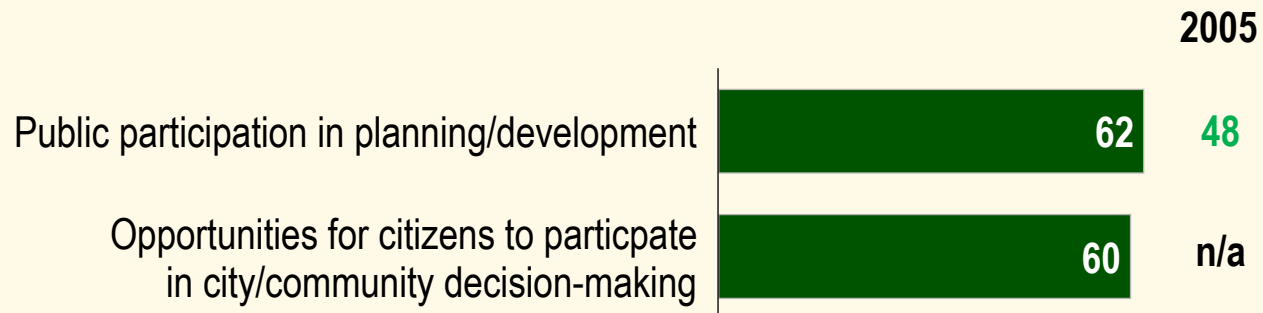 2005
Public participation in planning/development 62 48
Opportunities for citizens to particpate
in city/community decision-making 60 n/a